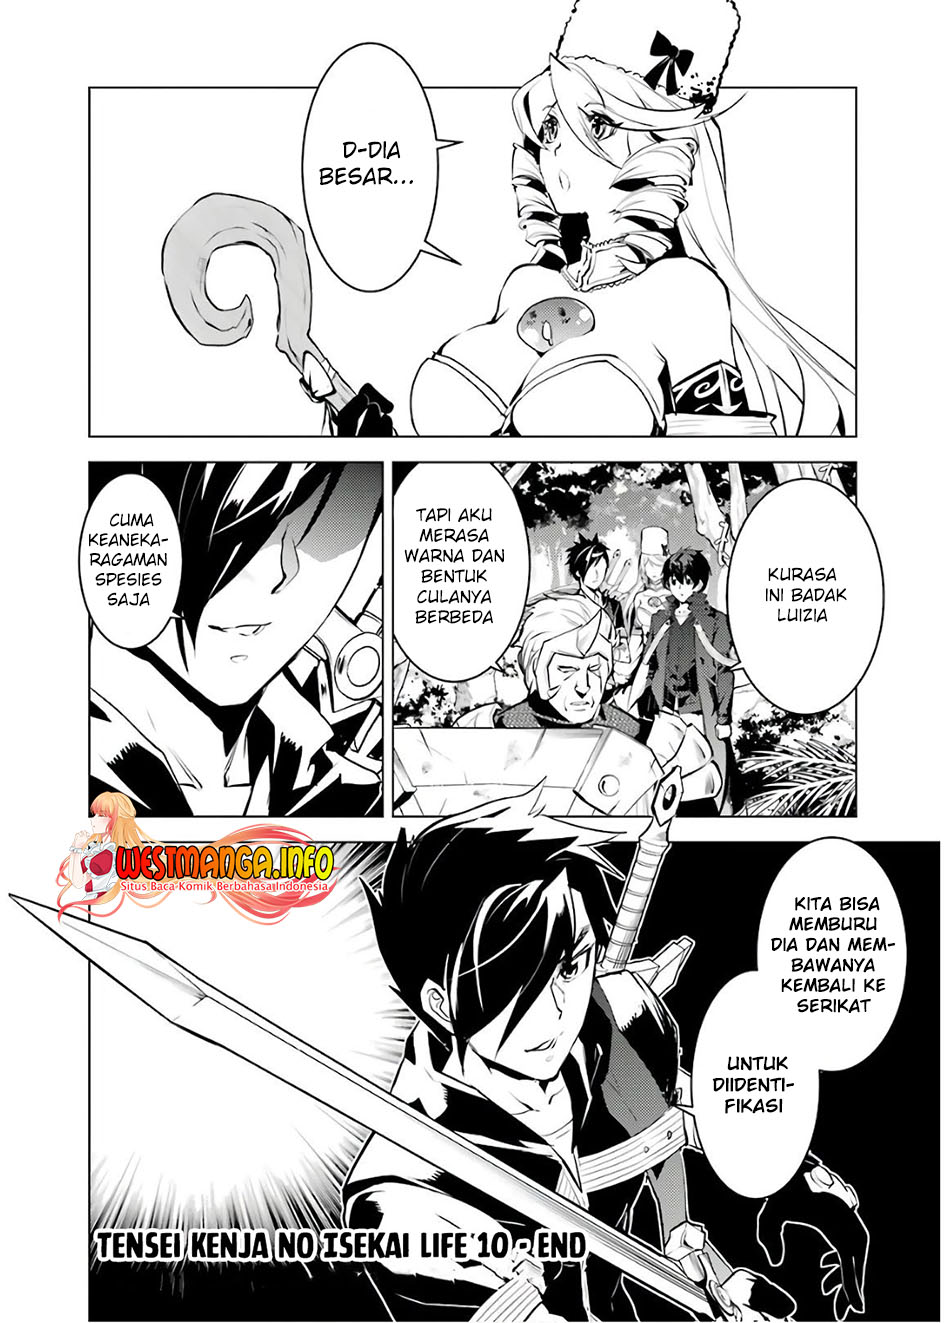 D-DIA
BESAR...
KURASA
INI BADAK
LUIZIA
TAPI AKU
MERASA
WARNA DAN
BENTUK
CULANYA
BERBEDA
CUMA
KEANEKA-
RAGAMAN
SPESIES
SAJA
KITA BISA
MEMBURU
DIA DAN MEM-
BAWANYA
KEMBALI KE
SERIKAT
UNTUK
DIIDENTI-
FIKASI
WESTMANGA.INFO
Situs Baca Komik Berbahasa Indonesia
TENSEI KENJA NO ISEKAI LIFE 10 - END